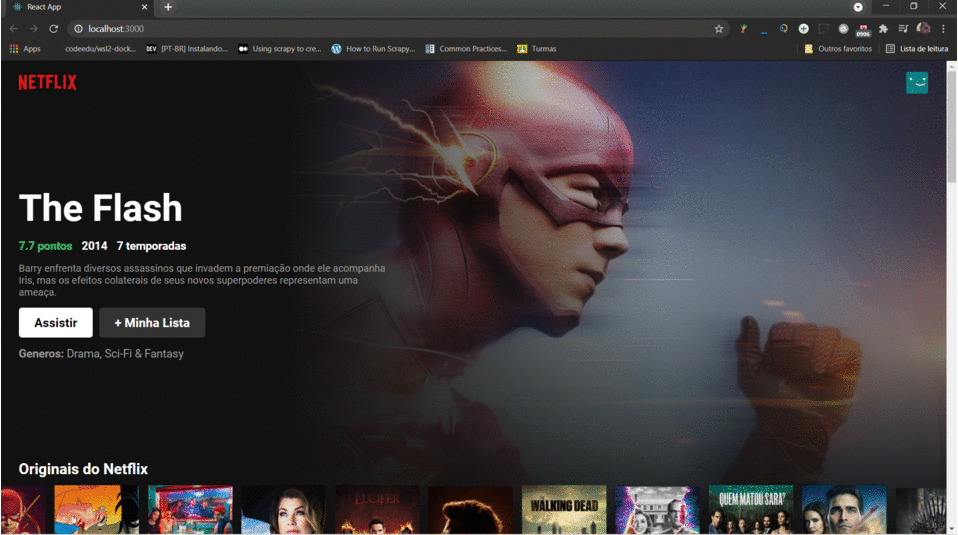 React App
localhost:3000
0906
Apps
codeedu/wsl2-dock...
DEV
[PT-BR] Instalando...
Using scrapy to cre...
How to Run Scrapy...
Common Practices...
Turmas
Outros favoritos
Lista de leitura
NETFLIX
The Flash
7.7 pontos 2014 7 temporadas
Barry enfrenta diversos assassinos que invadem a premiação onde ele acompanha
Iris, mas os efeitos colaterais de seus novos superpoderes representam uma
ameaça.
Assistir
+ Minha Lista
Generos: Drama, Sci-Fi & Fantasy
Originais do Netflix
LUCIFER
THE WALKING DEAD
QUEM MATOU SARA?